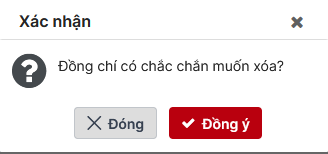 Xác nhận
Đồng chí có chắc chắn muốn xóa?
Đóng
Đồng ý